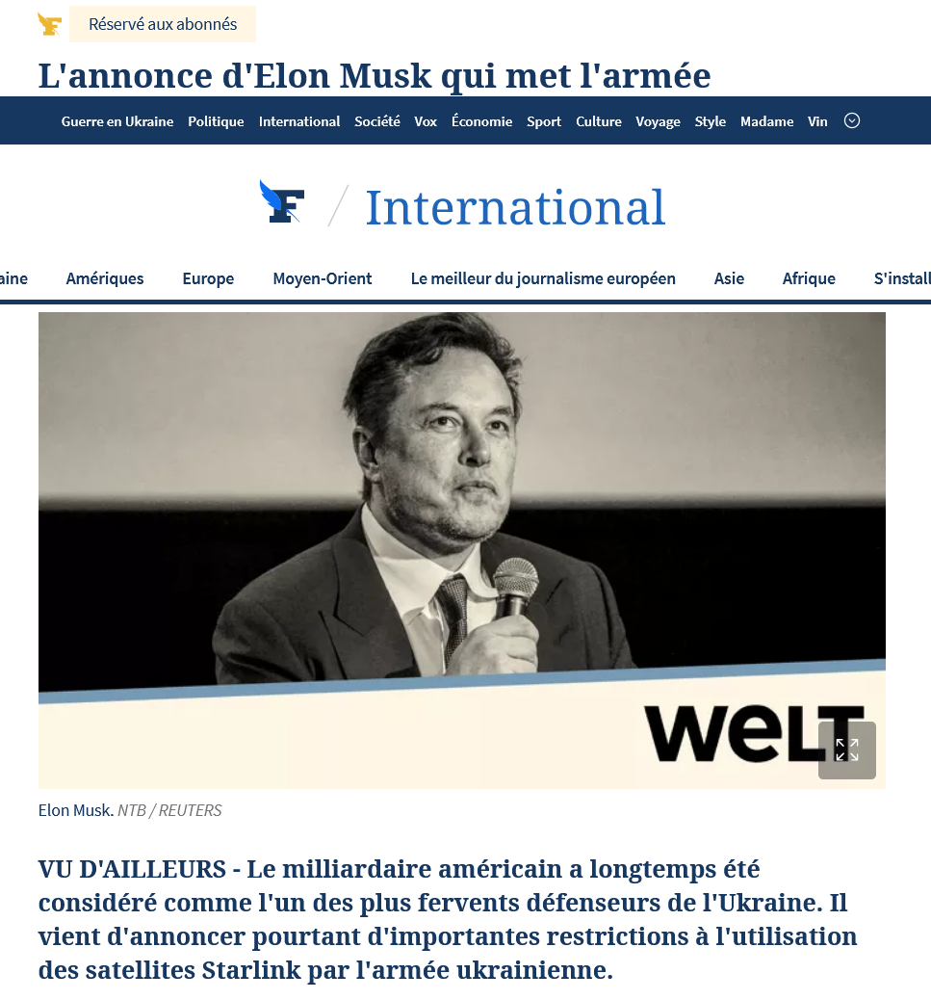 Réservé aux abonnés
L'annonce d'Elon Musk qui met l'armée
Guerre en Ukraine Politique International Société Vox Économie Sport Culture Voyage Style Madame Vin
F International
aine Amériques Europe Moyen-Orient Le meilleur du journalisme européen Asie Afrique S'install
WELT
Elon Musk. NTB / REUTERS
VU D'AILLEURS - Le milliardaire américain a longtemps été
considéré comme l'un des plus fervents défenseurs de l'Ukraine. Il
vient d'annoncer pourtant d'importantes restrictions à l'utilisation
des satellites Starlink par l'armée ukrainienne.